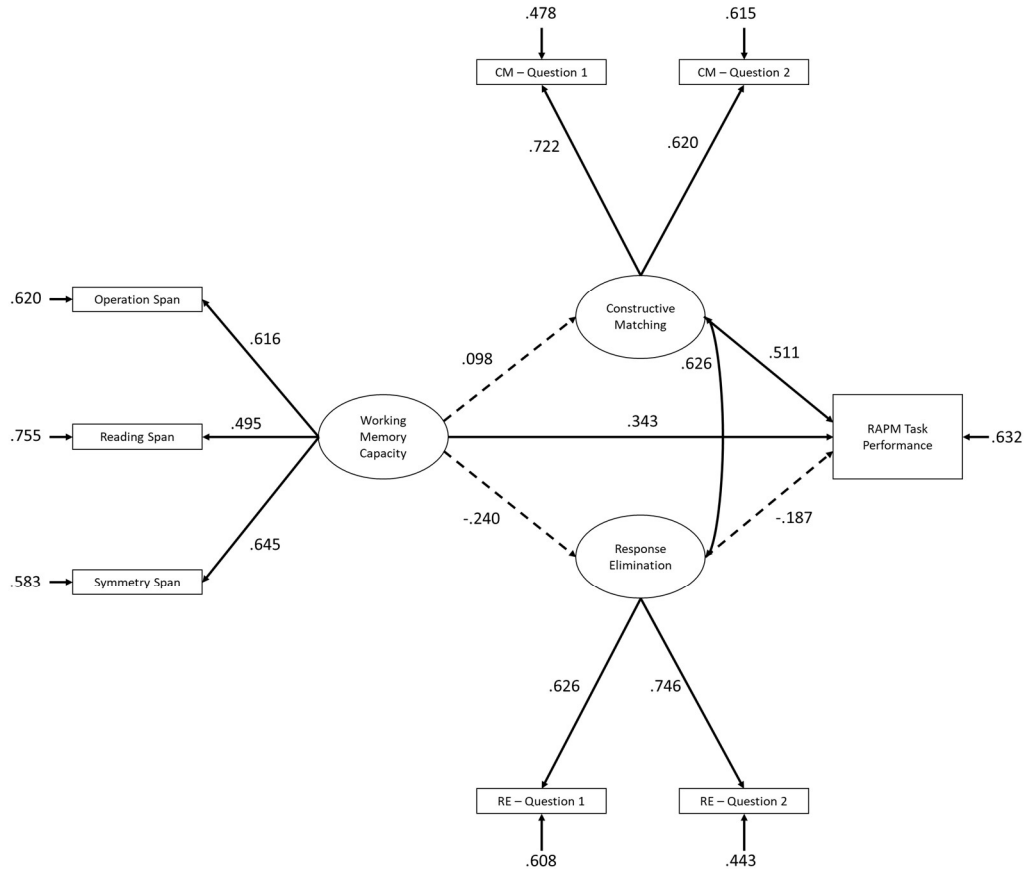 .478
.615
CM – Question 1
CM – Question 2
.722
.620
.620
Operation Span
.616
Constructive
Matching
.098
.626
.511
.755
Reading Span
.495
Working
Memory
Capacity
.343
RAPM Task
Performance
.632
-.240
-.187
.645
Response
Elimination
.583
Symmetry Span
.626
.746
RE – Question 1
RE – Question 2
.608
.443